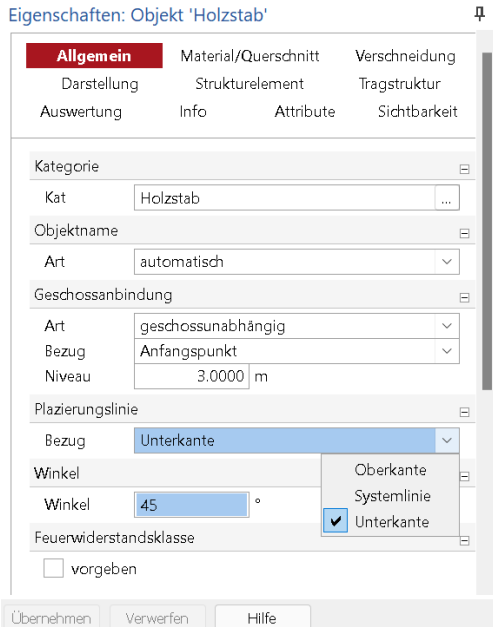 Eigenschaften: Objekt 'Holzstab'
Allgemein Material/Querschnitt Verschneidung
Darstellung Strukturelement Tragstruktur
Auswertung Info Attribute Sichtbarkeit
Kategorie
Kat Holzstab ...
Objektname
Art automatisch
Geschossanbindung
Art geschossunabhängig
Bezug Anfangspunkt
Niveau 3.0000 m
Plazierungslinie
Bezug Unterkante
Oberkante
Winkel
Systemlinie
Winkel 45 °
Unterkante
Feuerwiderstandsklasse
vorgeben
Übernehmen Verwerfen Hilfe